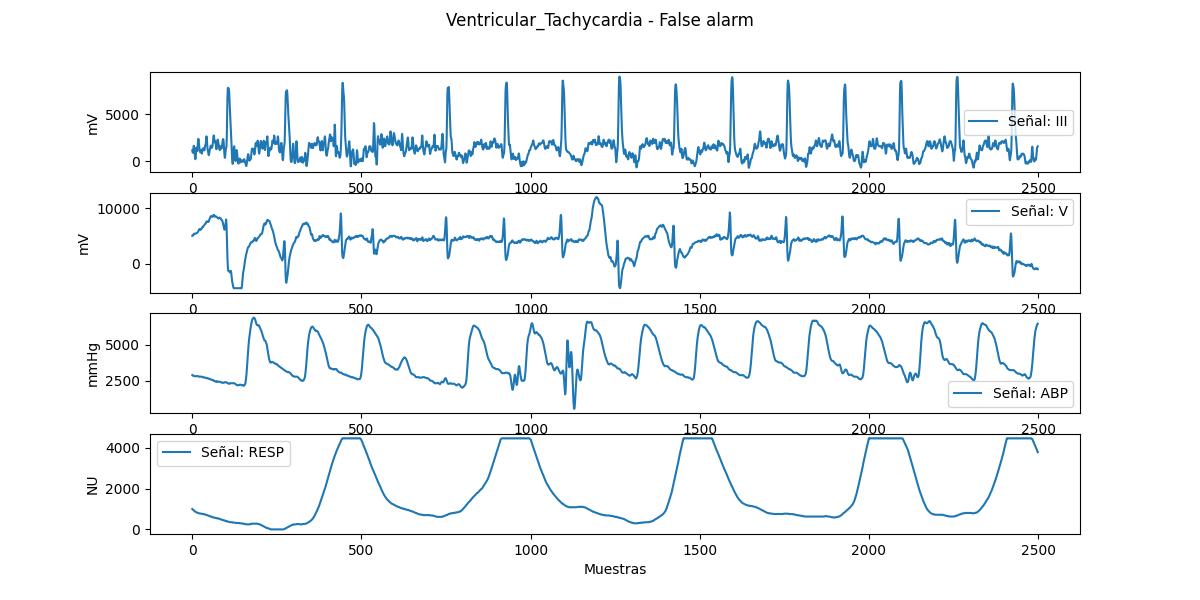 Ventricular_Tachycardia - False alarm
mV
5000
0
Señal: III
0 500 1000 1500 2000 2500
mV
10000
0
Señal: V
0 500 1000 1500 2000 2500
mmHg
5000
2500
Señal: ABP
0 500 1000 1500 2000 2500
NU
4000
2000
0
Señal: RESP
0 500 1000 1500 2000 2500
Muestras